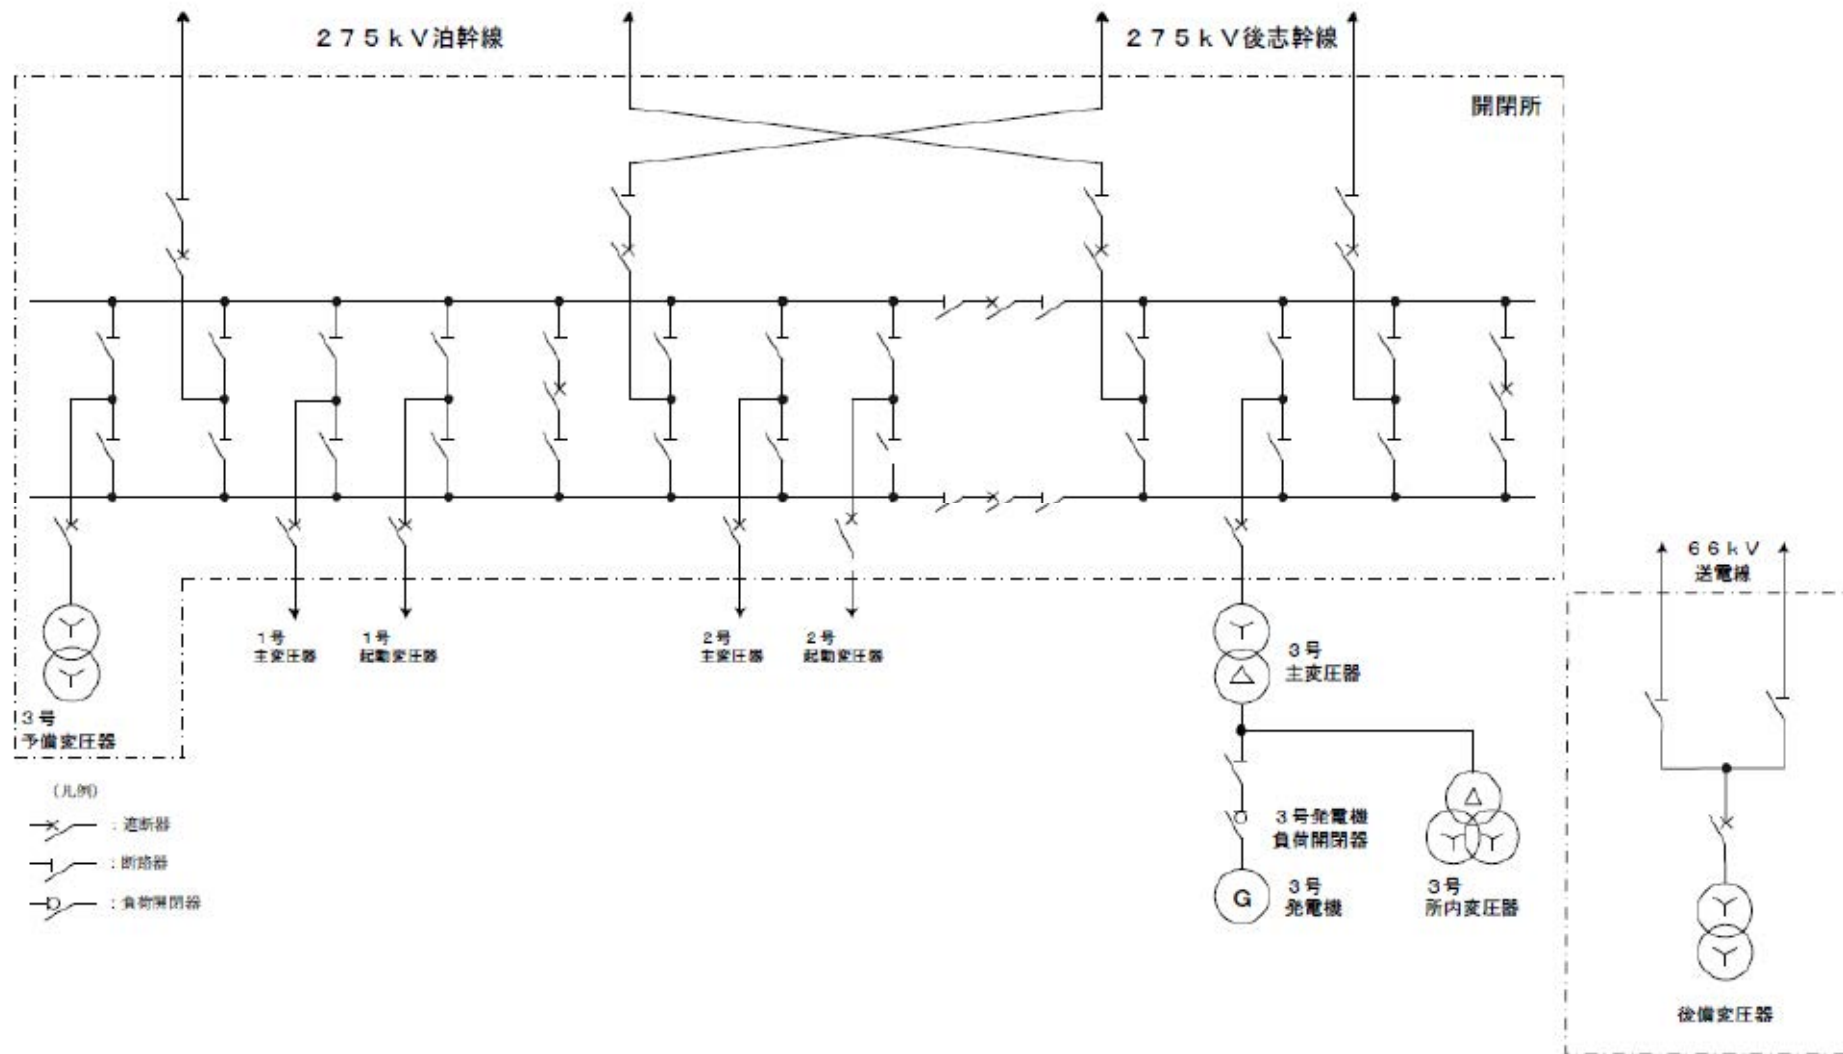 ２７５ｋＶ泊幹線
２７５ｋＶ後志幹線
開閉所
６６ｋＶ
送電線
１号
主変圧器
１号
起動変圧器
２号
主変圧器
２号
起動変圧器
３号
主変圧器
３号
予備変圧器
（凡例）
：遮断器
：断路器
：負荷開閉器
３号発電機
負荷開閉器
G
３号
発電機
３号
所内変圧器
後備変圧器